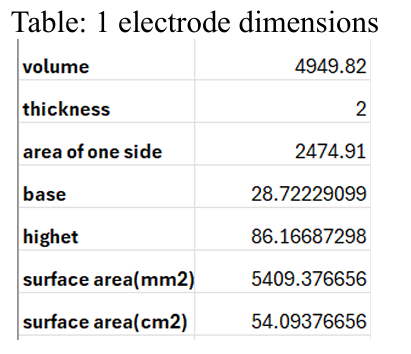 Table: 1 electrode dimensions
volume 4949.82
thickness 2
area of one side 2474.91
base 28.72229099
highet 86.16687298
surface area(mm2) 5409.376656
surface area(cm2) 54.09376656